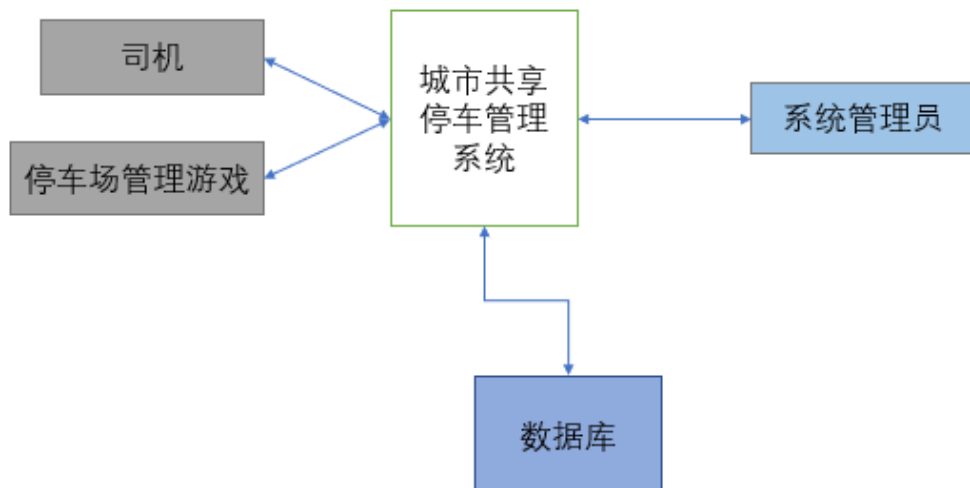 司机
城市共享
停车管理
系统
系统管理员
停车场管理游戏
数据库